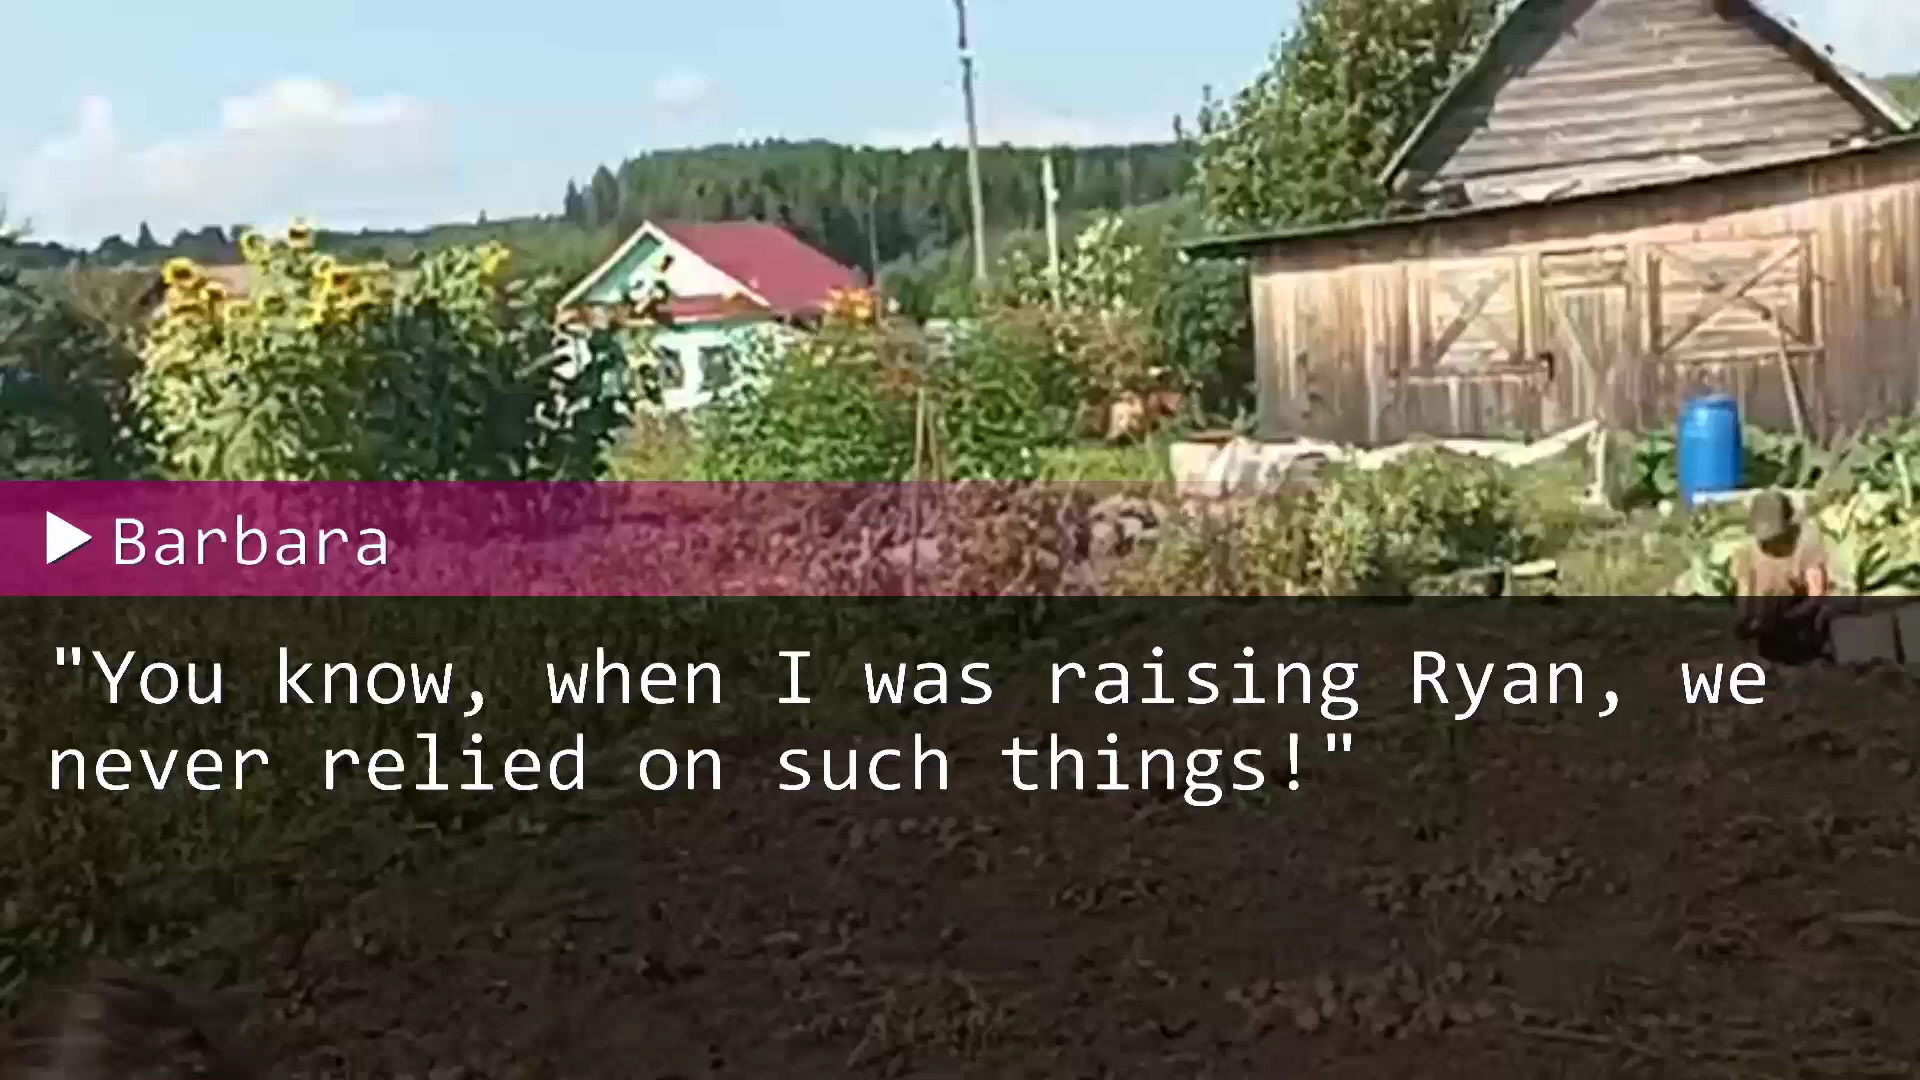 Barbara
"You know, when I was raising Ryan, we
never relied on such things!"